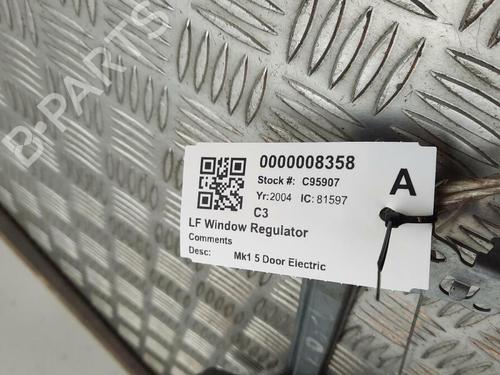 B-PARTS
0000008358
Stock #: C95907
Yr: 2004 IC: 81597
C3
LF Window Regulator
Comments
Desc: Mk1 5 Door Electric
A